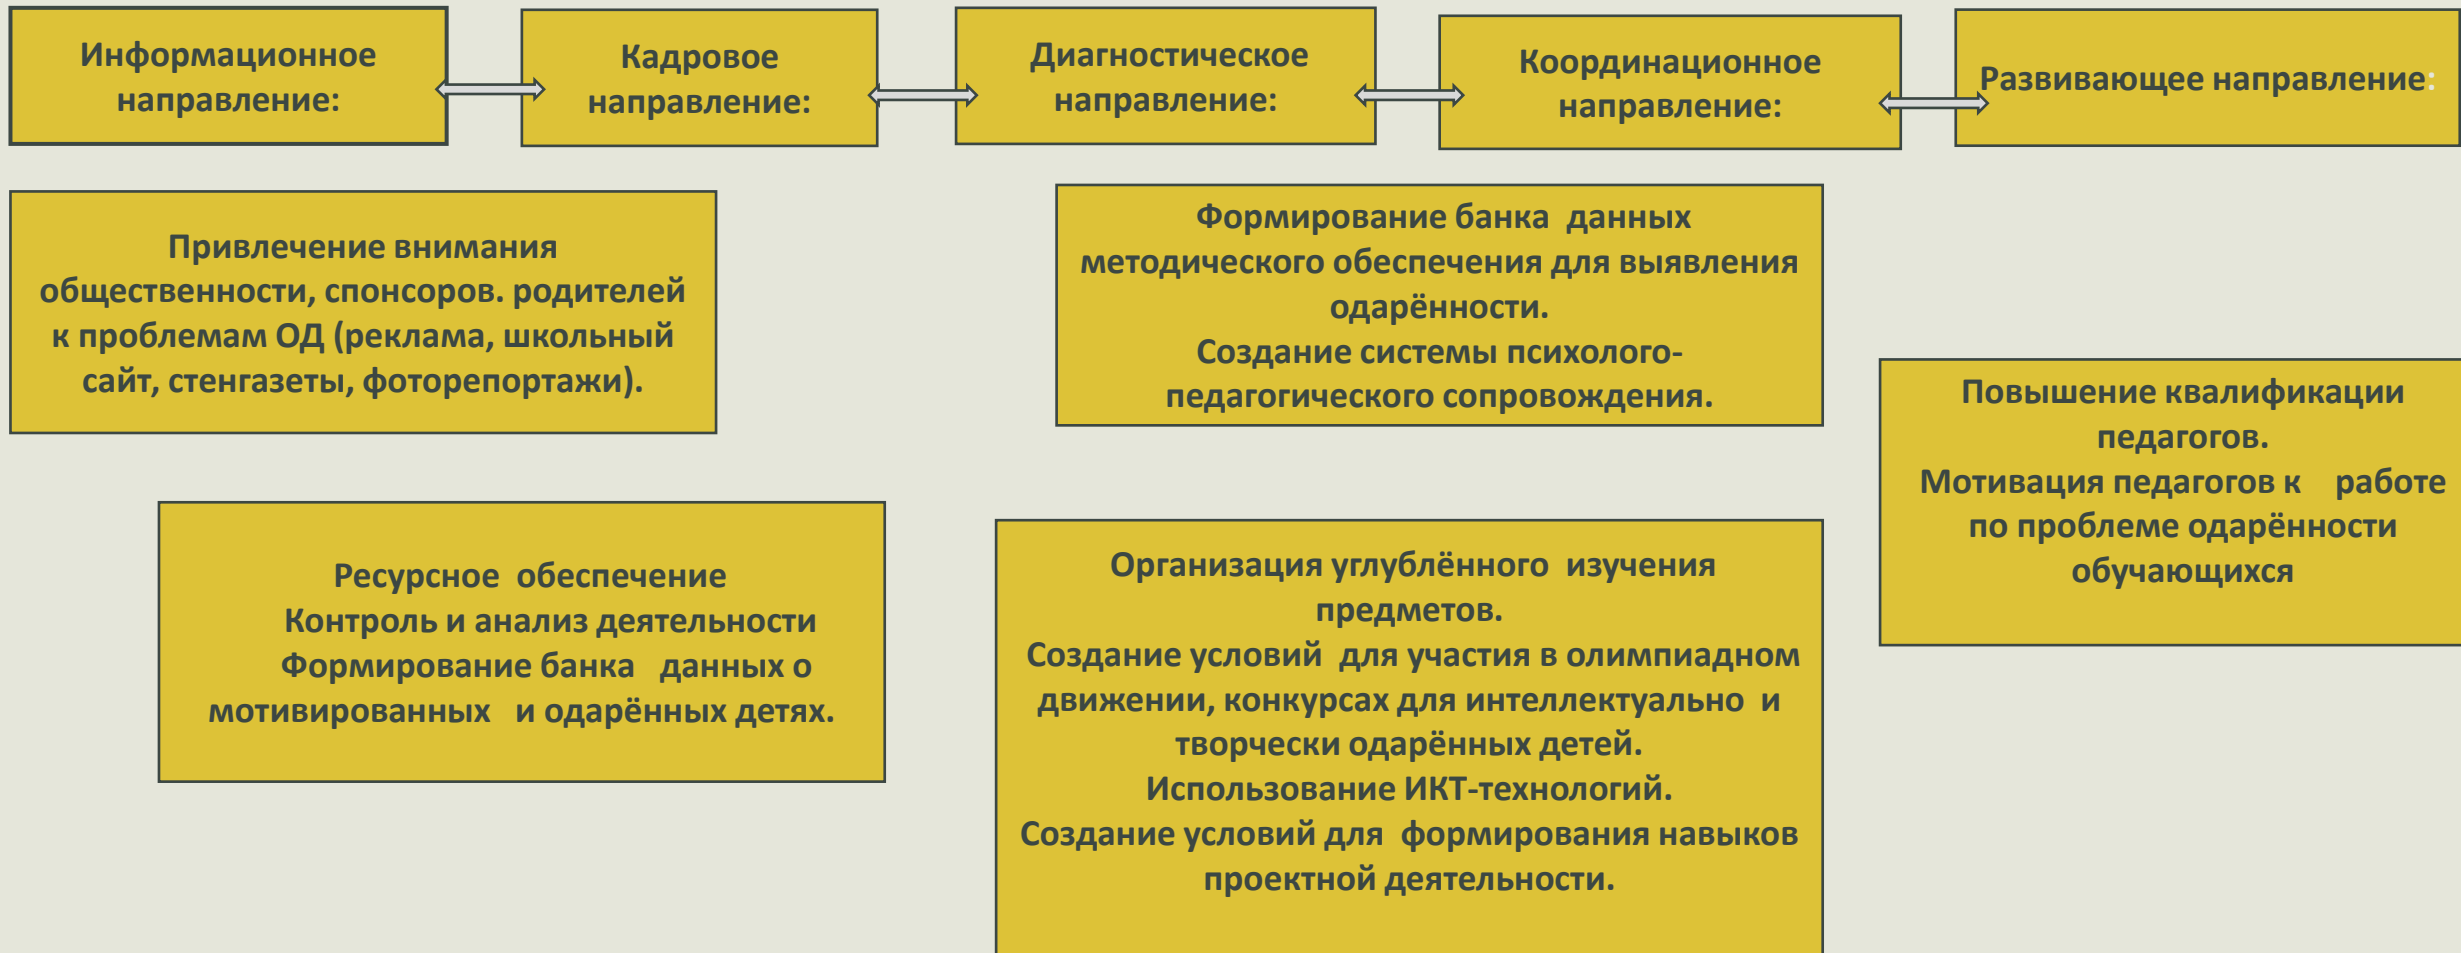 Информационное
направление:
Кадровое
направление:
Диагностическое
направление:
Координационное
направление:
Развивающее направление:
Привлечение внимания
общественности, спонсоров. родителей
к проблемам ОД (реклама, школьный
сайт, стенгазеты, фоторепортажи).
Формирование банка данных
методического обеспечения для выявления
одарённости.
Создание системы психолого-
педагогического сопровождения.
Повышение квалификации
педагогов.
Мотивация педагогов к работе
по проблеме одарённости
обучающихся
Ресурсное обеспечение
Контроль и анализ деятельности
Формирование банка данных о
мотивированных и одарённых детях.
Организация углублённого изучения
предметов.
Создание условий для участия в олимпиадном
движении, конкурсах для интеллектуально и
творчески одарённых детей.
Использование ИКТ-технологий.
Создание условий для формирования навыков
проектной деятельности.